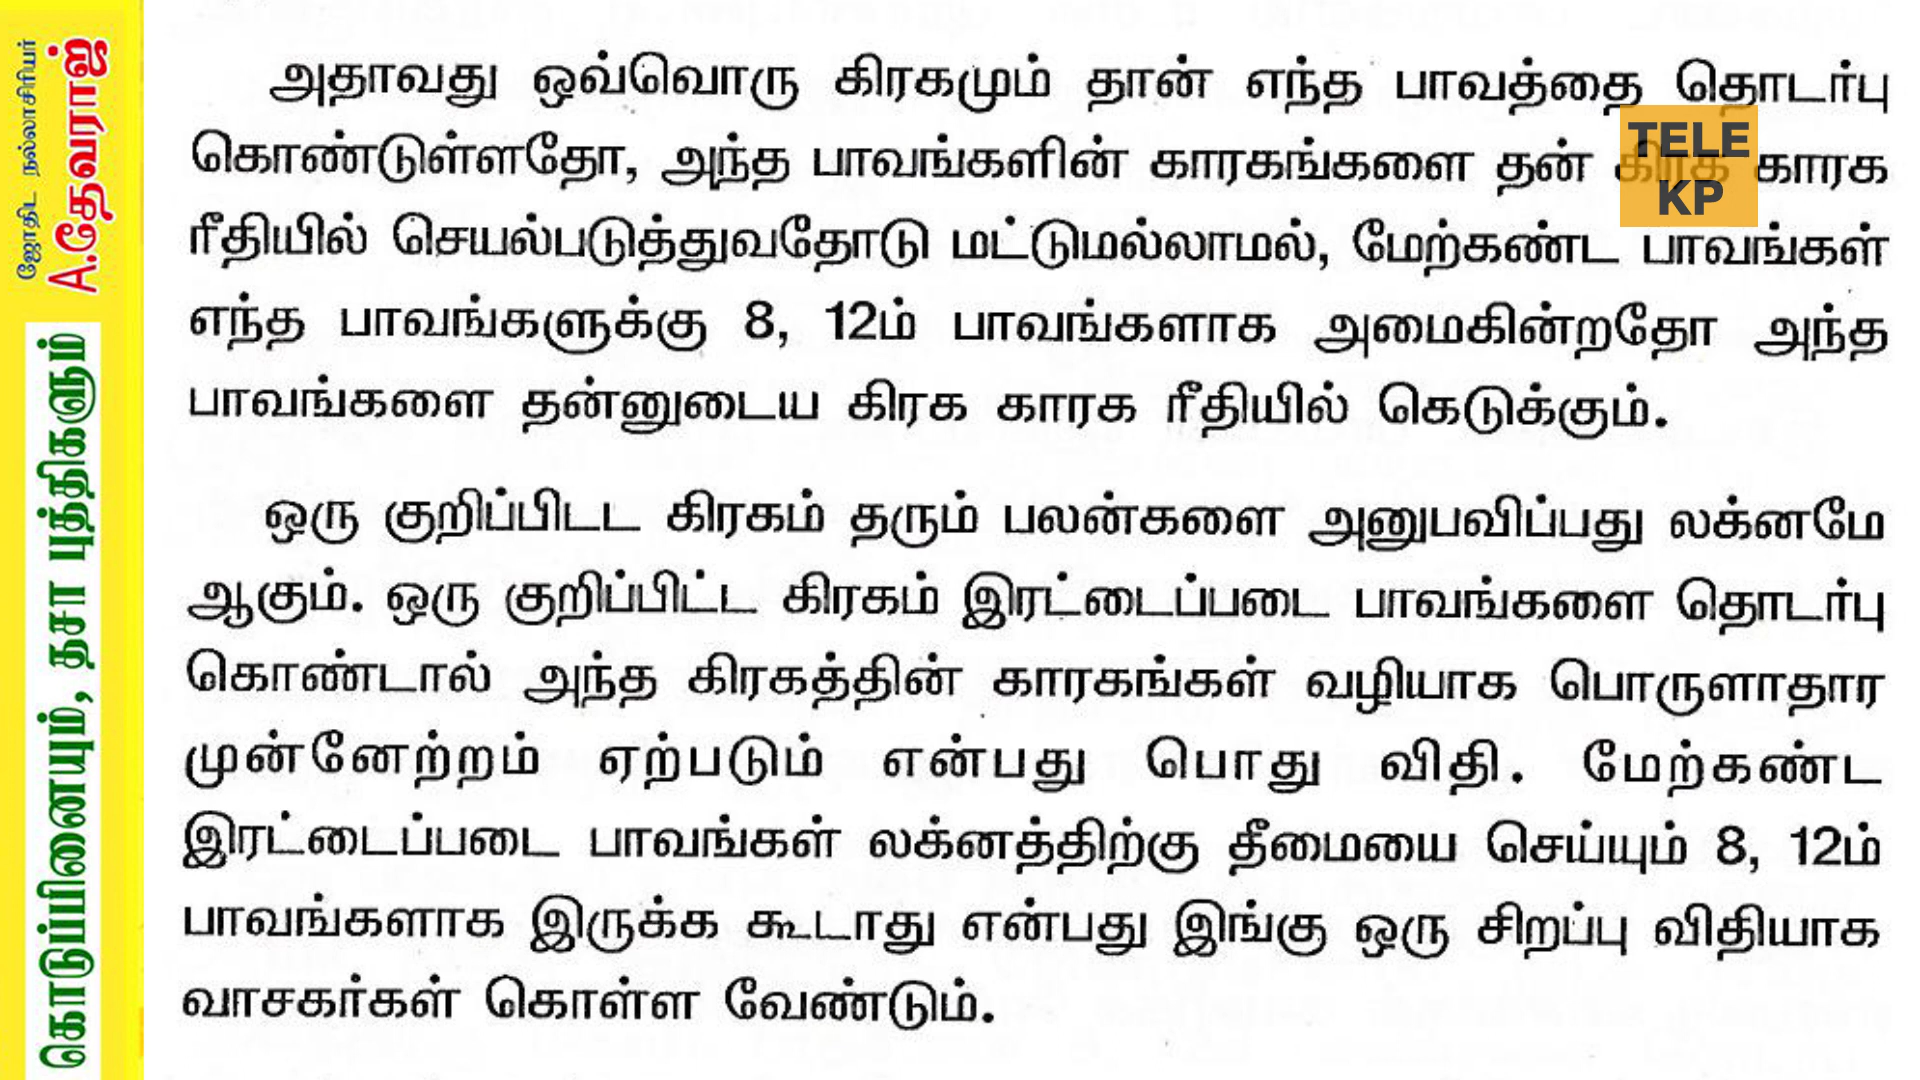 ஜோதிட நல்லாசிரியர்
A.தேவராஜ்
கொடுப்பினையும், தசா புத்திகளும்
அதாவது ஒவ்வொரு கிரகமும் தான் எந்த பாவத்தை தொடர்பு
TELE
KP
கொண்டுள்ளதோ, அந்த பாவங்களின் காரகங்களை தன் கிரக காரக
ரீதியில் செயல்படுத்துவதோடு மட்டுமல்லாமல், மேற்கண்ட பாவங்கள்
எந்த பாவங்களுக்கு 8, 12ம் பாவங்களாக அமைகின்றதோ அந்த
பாவங்களை தன்னுடைய கிரக காரக ரீதியில் கெடுக்கும்.
ஒரு குறிப்பிடட கிரகம் தரும் பலன்களை அனுபவிப்பது லக்னமே
ஆகும். ஒரு குறிப்பிட்ட கிரகம் இரட்டைப்படை பாவங்களை தொடர்பு
கொண்டால் அந்த கிரகத்தின் காரகங்கள் வழியாக பொருளாதார
முன்னேற்றம் ஏற்படும் என்பது பொது விதி. மேற்கண்ட
இரட்டைப்படை பாவங்கள் லக்னத்திற்கு தீமையை செய்யும் 8, 12ம்
பாவங்களாக இருக்க கூடாது என்பது இங்கு ஒரு சிறப்பு விதியாக
வாசகர்கள் கொள்ள வேண்டும்.